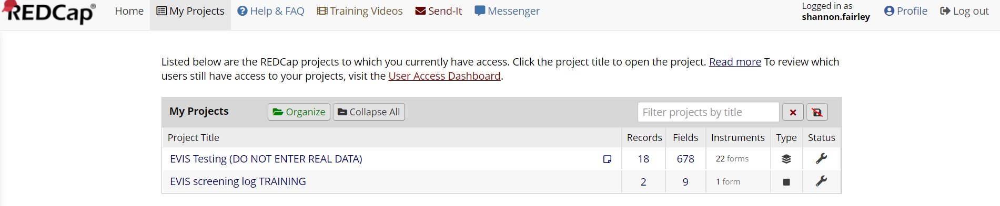 REDCap®
Home My Projects Help & FAQ Training Videos Send-It Messenger
Logged in as
shannon.fairley
Profile Log out
Listed below are the REDCap projects to which you currently have access. Click the project title to open the project. Read more To review which
users still have access to your projects, visit the User Access Dashboard.
My Projects Organize Collapse All Filter projects by title
Project Title Records Fields Instruments Type Status
EVIS Testing (DO NOT ENTER REAL DATA) 18 678 22 forms
EVIS screening log TRAINING 2 9 1 form